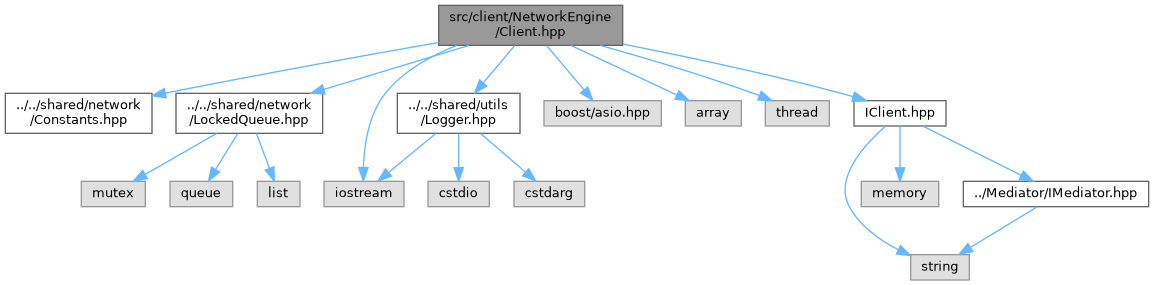 src/client/NetworkEngine
/Client.hpp
../../shared/network
/Constants.hpp
../../shared/network
/LockedQueue.hpp
../../shared/utils
/Logger.hpp
boost/asio.hpp
array
thread
IClient.hpp
mutex
queue
list
iostream
cstdio
cstdarg
memory
../Mediator/IMediator.hpp
string